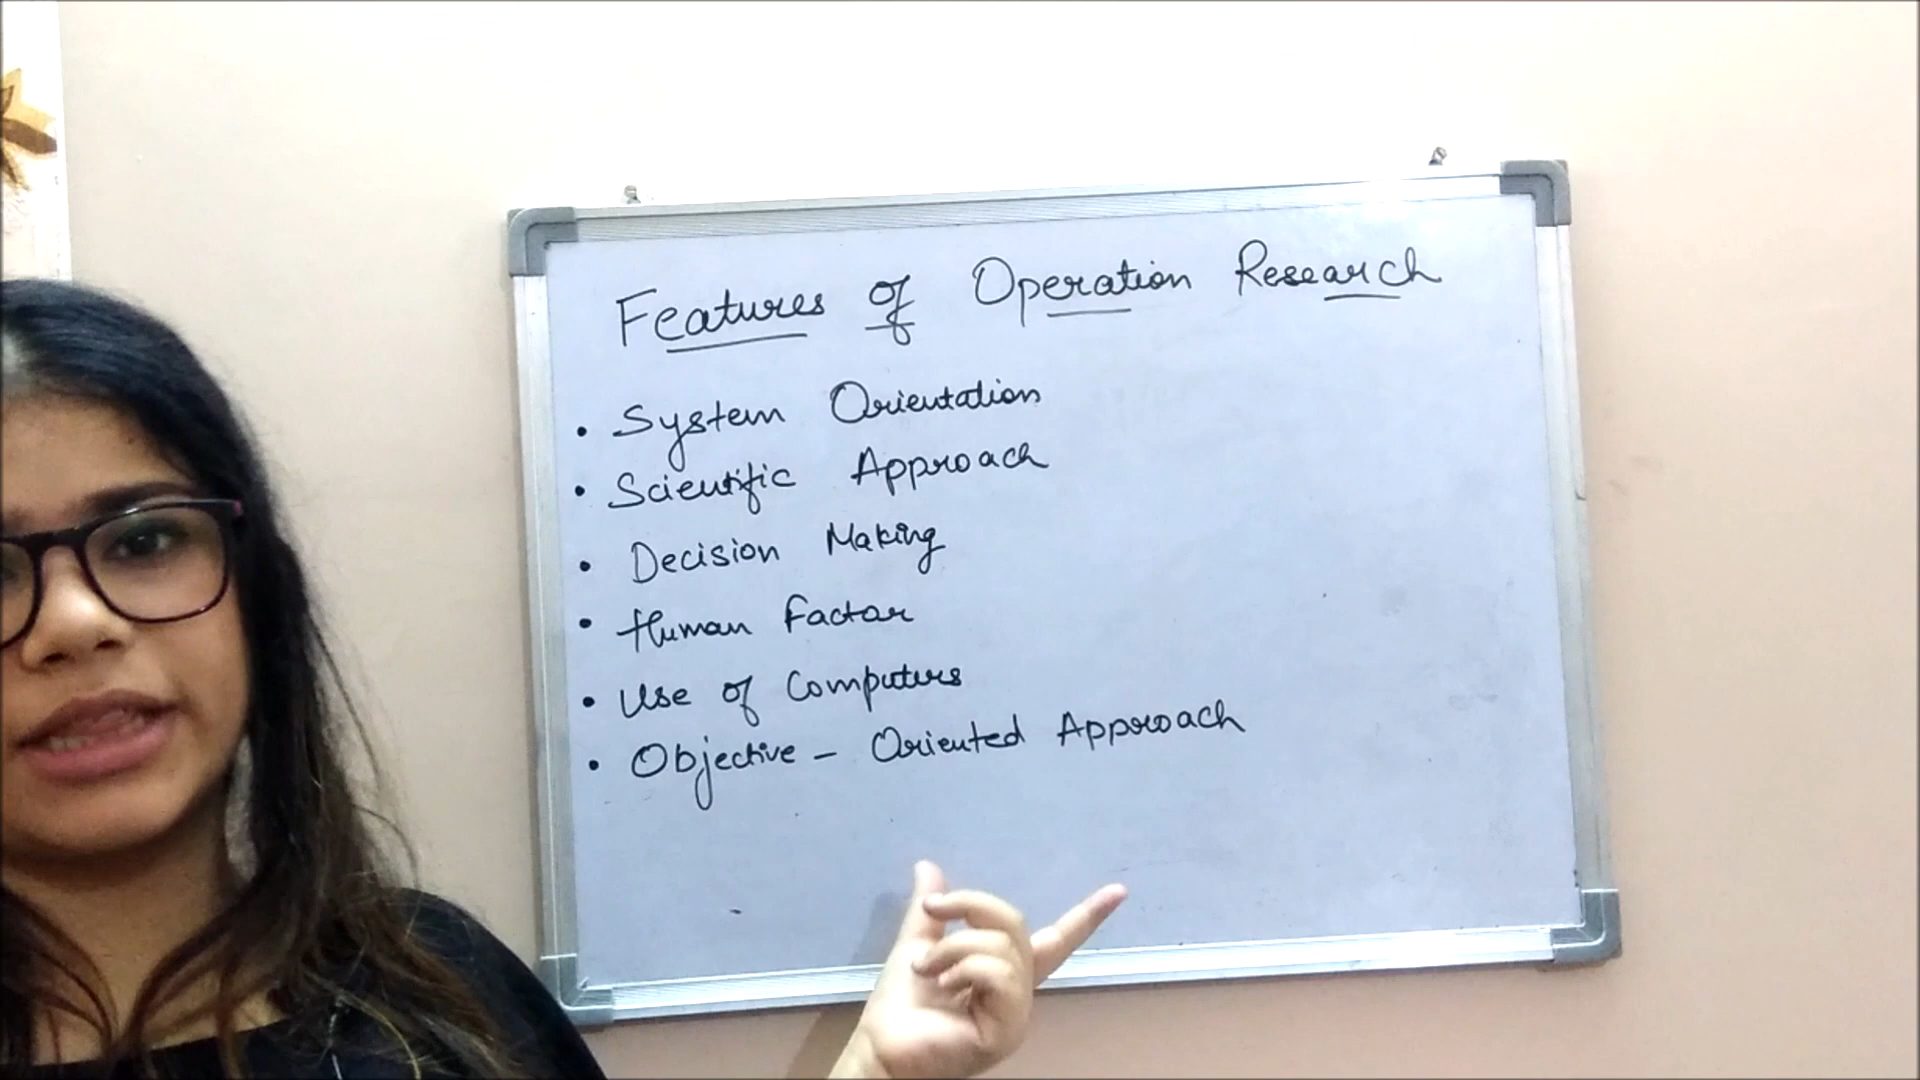 Features of Operation Research
• System Orientation
• Scientific Approach
• Decision Making
• Human Factor
• Use of Computers
• Objective - Oriented Approach